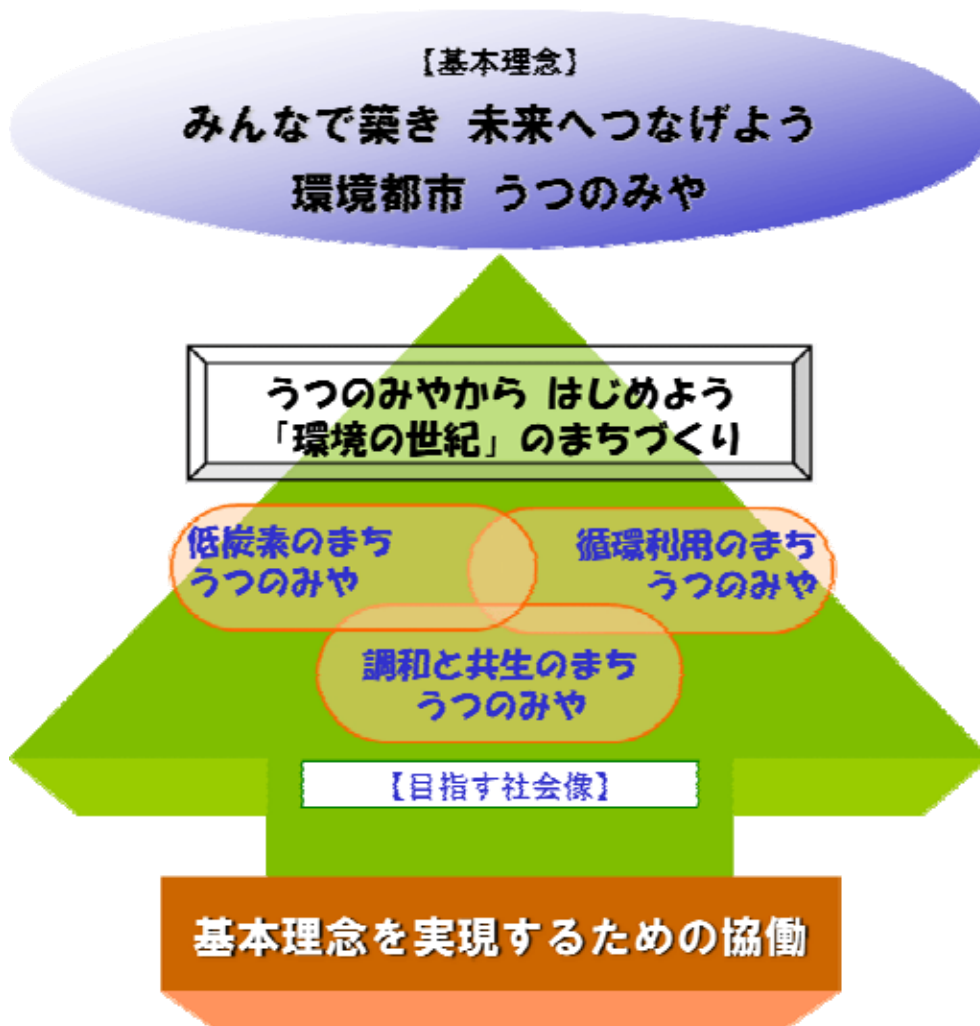 【基本理念】
みんなで築き 未来へつなげよう
環境都市 うつのみや
うつのみやから はじめよう
「環境の世紀」のまちづくり
低炭素のまち
うつのみや
循環利用のまち
うつのみや
調和と共生のまち
うつのみや
【目指す社会像】
基本理念を実現するための協働